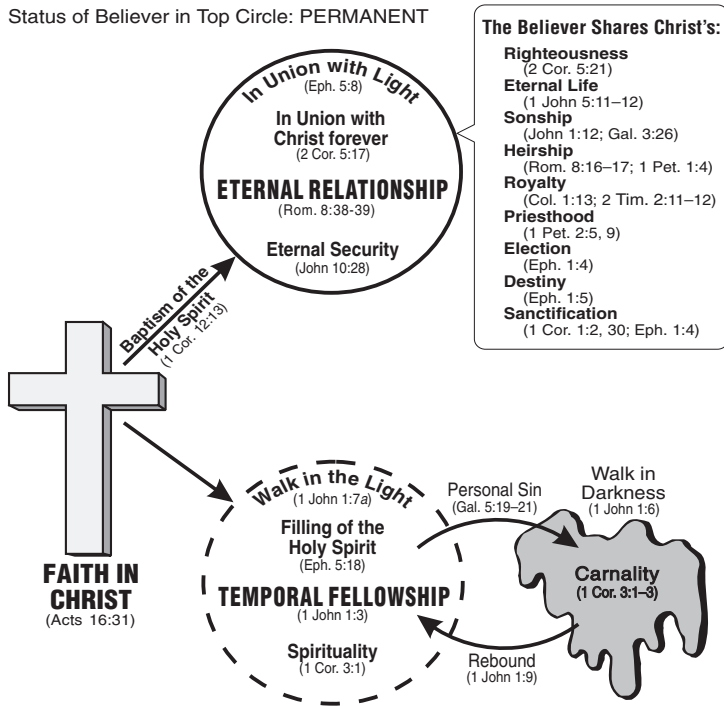 Status of Believer in Top Circle: PERMANENT
In Union with Light
(Eph. 5:8)
In Union with
Christ forever
(2 Cor. 5:17)
ETERNAL RELATIONSHIP
(Rom. 8:38-39)
Eternal Security
(John 10:28)
The Believer Shares Christ's:
Righteousness
(2 Cor. 5:21)
Eternal Life
(1 John 5:11–12)
Sonship
(John 1:12; Gal. 3:26)
Heirship
(Rom. 8:16–17; 1 Pet. 1:4)
Royalty
(Col. 1:13; 2 Tim. 2:11–12)
Priesthood
(1 Pet. 2:5, 9)
Election
(Eph. 1:4)
Destiny
(Eph. 1:5)
Sanctification
(1 Cor. 1:2, 30; Eph. 1:4)
Baptism of the
Holy Spirit
(1 Cor. 12:13)
FAITH IN
CHRIST
(Acts 16:31)
Walk in the Light
(1 John 1:7a)
Filling of the
Holy Spirit
(Eph. 5:18)
TEMPORAL FELLOWSHIP
(1 John 1:3)
Spirituality
(1 Cor. 3:1)
Personal Sin
(Gal. 5:19–21)
Walk in
Darkness
(1 John 1:6)
Carnality
(1 Cor. 3:1–3)
Rebound
(1 John 1:9)